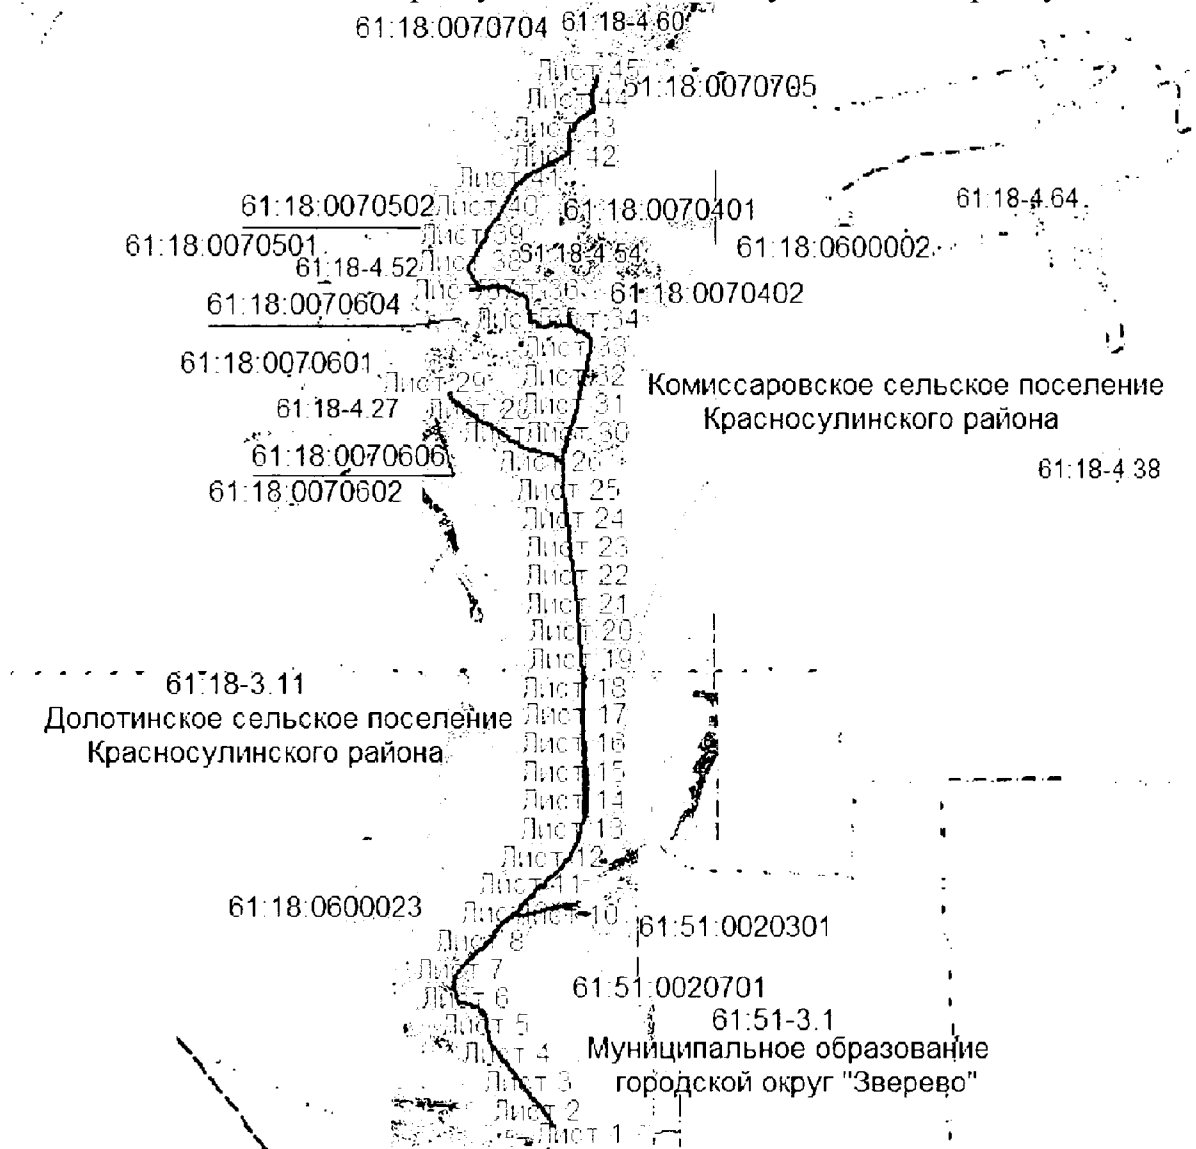 61:18:0070704 61:18-4.60
Лист 45
61:18:0070705
Лист 44
Лист 43
Лист 42
Лист 41
61:18:0070502 Лист 40 61:18:0070401 61:18-4.64
Лист 39
61:18:0070501 61:18-4.54 61:18:0600002
61:18-4.52 Лист 38
61:18:0070402
61:18:0070604
34
Лист 33
61:18:0070601
Лист 29 Лист 32
Комиссаровское сельское поселение
Красносулинского района
61:18-4.27 Лист 28 Лист 31
Лист 30
61:18:0070606 Лист 26 61:18-4.38
61:18:0070602 Лист 25
Лист 24
Лист 23
Лист 22
Лист 21
Лист 20
Лист 19
61:18-3.11 Лист 18
Долотинское сельское поселение
Красносулинского района
Лист 17
Лист 16
Лист 15
Лист 14
Лист 13
Лист 12
Лист 11
61:18:0600023 Лист 10
61:51:0020301
Лист 8
Лист 7
61:51:0020701
Лист 6
61:51-3.1
Лист 5
Муниципальное образование
городской округ "Зверево"
Лист 4
Лист 3
Лист 2
Лист 1